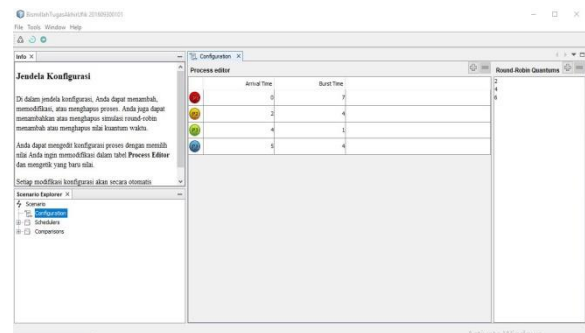 File Tools Window Help
Info
Configuration
Jendela Konfigurasi
Di dalam jendela konfigurasi, Anda dapat menambah,
memodifikasi, atau menghapus proses. Anda juga dapat
menambahkan atau menghapus simulasi round-robin
menambah atau menghapus nilai kuantum waktu.
Anda dapat mengedit konfigurasi proses dengan memilih
nilai Anda ingin memodifikasi dalam tabel Process Editor
dan mengetik yang baru nilai.
Setiap modifikasi konfigurasi akan secara otomatis
Scenario Explorer
Scenario
Configuration
Schedulers
Comparisons
Process editor
Arrival Time Burst Time
0 7
2 4
4 1
5 4
Round-Robin Quantums
2
4
6